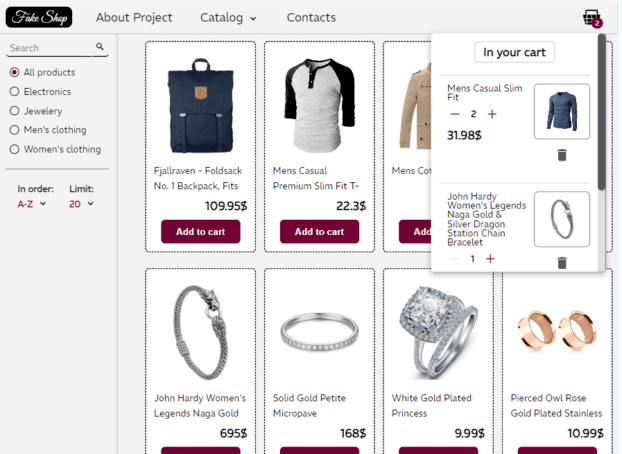 Fake Shop
About Project
Catalog
Contacts
2
Search
All products
Electronics
Jewelery
Men's clothing
Women's clothing
In order:
Limit:
A-Z
20
Fjallraven - Foldsack
No. 1 Backpack, Fits
109.95$
Add to cart
Mens Casual
Premium Slim Fit T-
22.3$
Add to cart
Mens Cot
Add
In your cart
Mens Casual Slim
Fit
2
31.98$
John Hardy Women's
Legends Naga Gold &
Silver Dragon
Station Chain
Bracelet
1
John Hardy Women's
Legends Naga Gold
695$
Solid Gold Petite
Micropave
168$
White Gold Plated
Princess
9.99$
Pierced Owl Rose
Gold Plated Stainless
10.99$